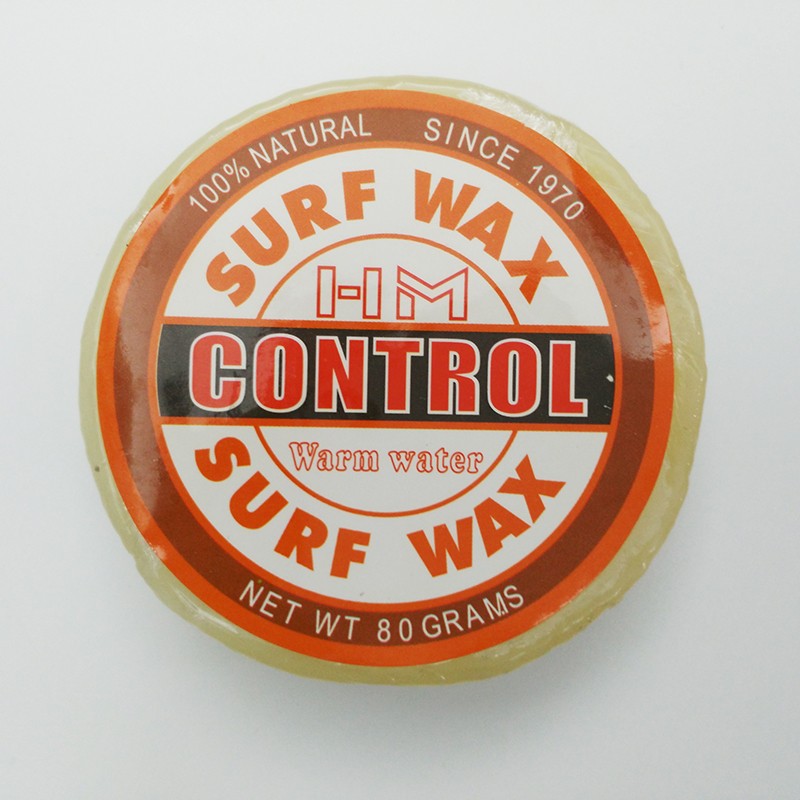 100% NATURAL SINCE 1970
SURF WAX
HM
CONTROL
Warm water
SURF WAX
NET WT 80 GRAMS